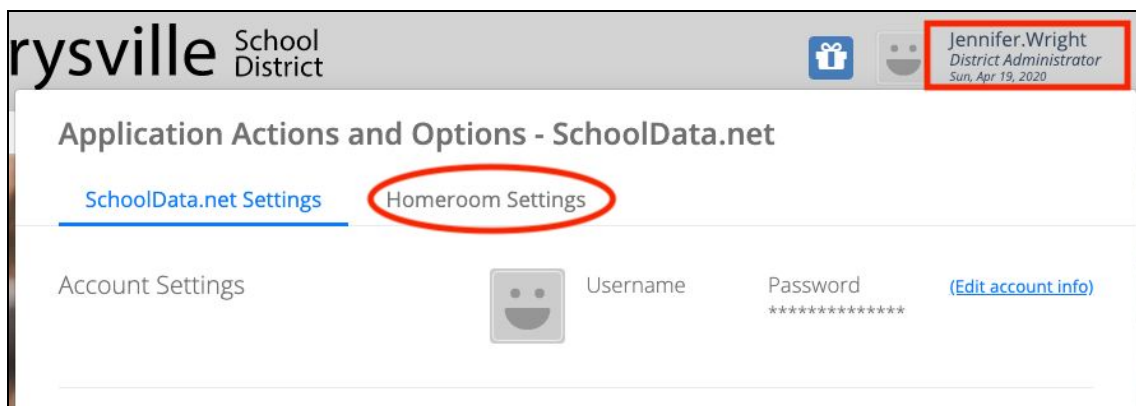 rysville School
District
Jennifer.Wright
District Administrator
Sun, Apr 19, 2020
Application Actions and Options - SchoolData.net
SchoolData.net Settings Homeroom Settings
Account Settings Username Password (Edit account info)
**************